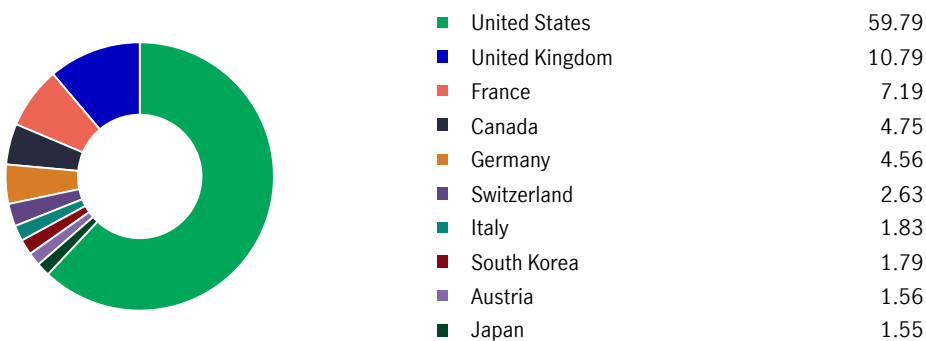 United States 59.79
United Kingdom 10.79
France 7.19
Canada 4.75
Germany 4.56
Switzerland 2.63
Italy 1.83
South Korea 1.79
Austria 1.56
Japan 1.55